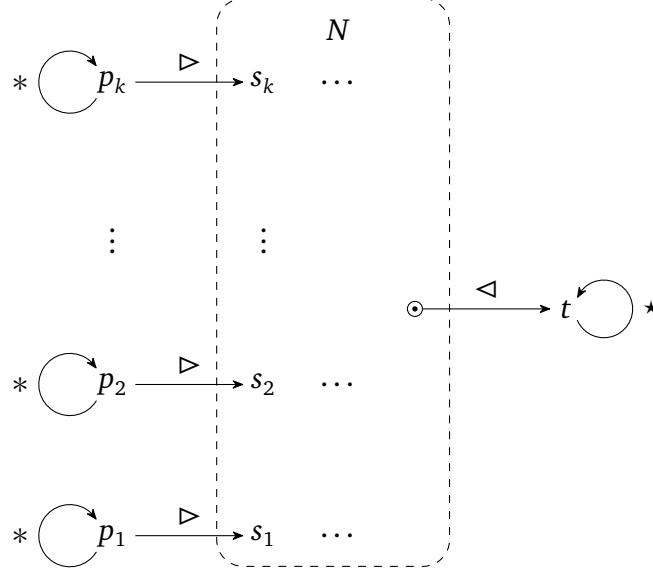 N
* p_k ▷ s_k ⋯
⋮ ⋮
⊙ ◁ t ⋆
* p_2 ▷ s_2 ⋯
* p_1 ▷ s_1 ⋯